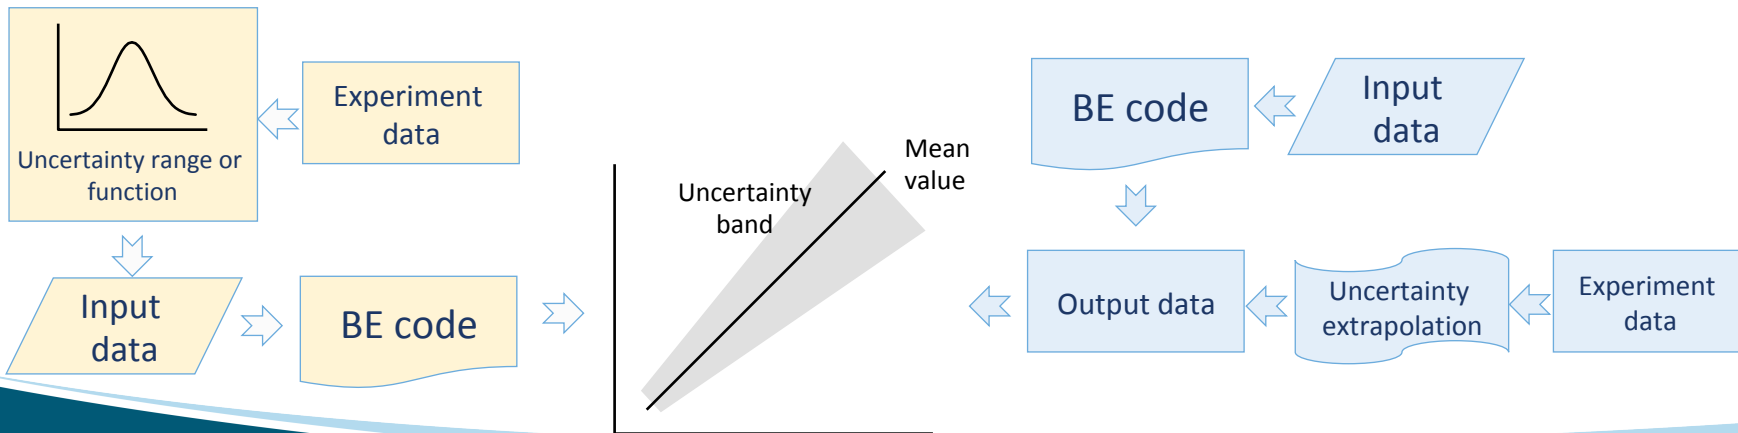 Uncertainty range or
function
Experiment
data
Input
data
BE code
Uncertainty
band
Mean
value
BE code
Input
data
Output data
Uncertainty
extrapolation
Experiment
data